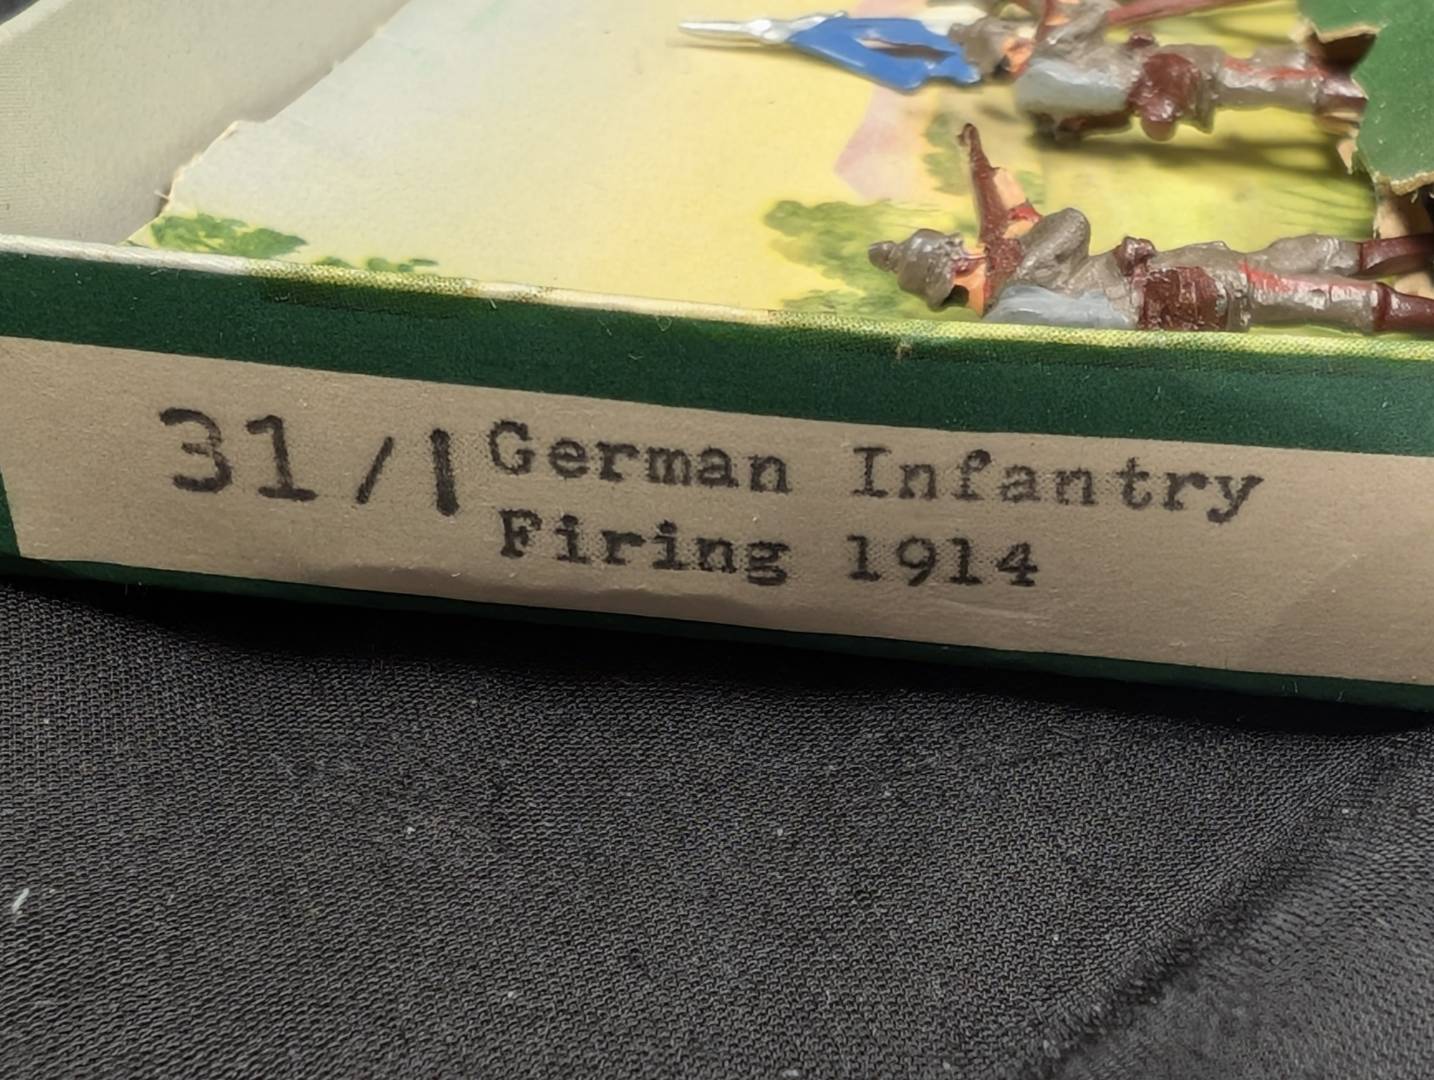 31/1 German Infantry
Firing 1914